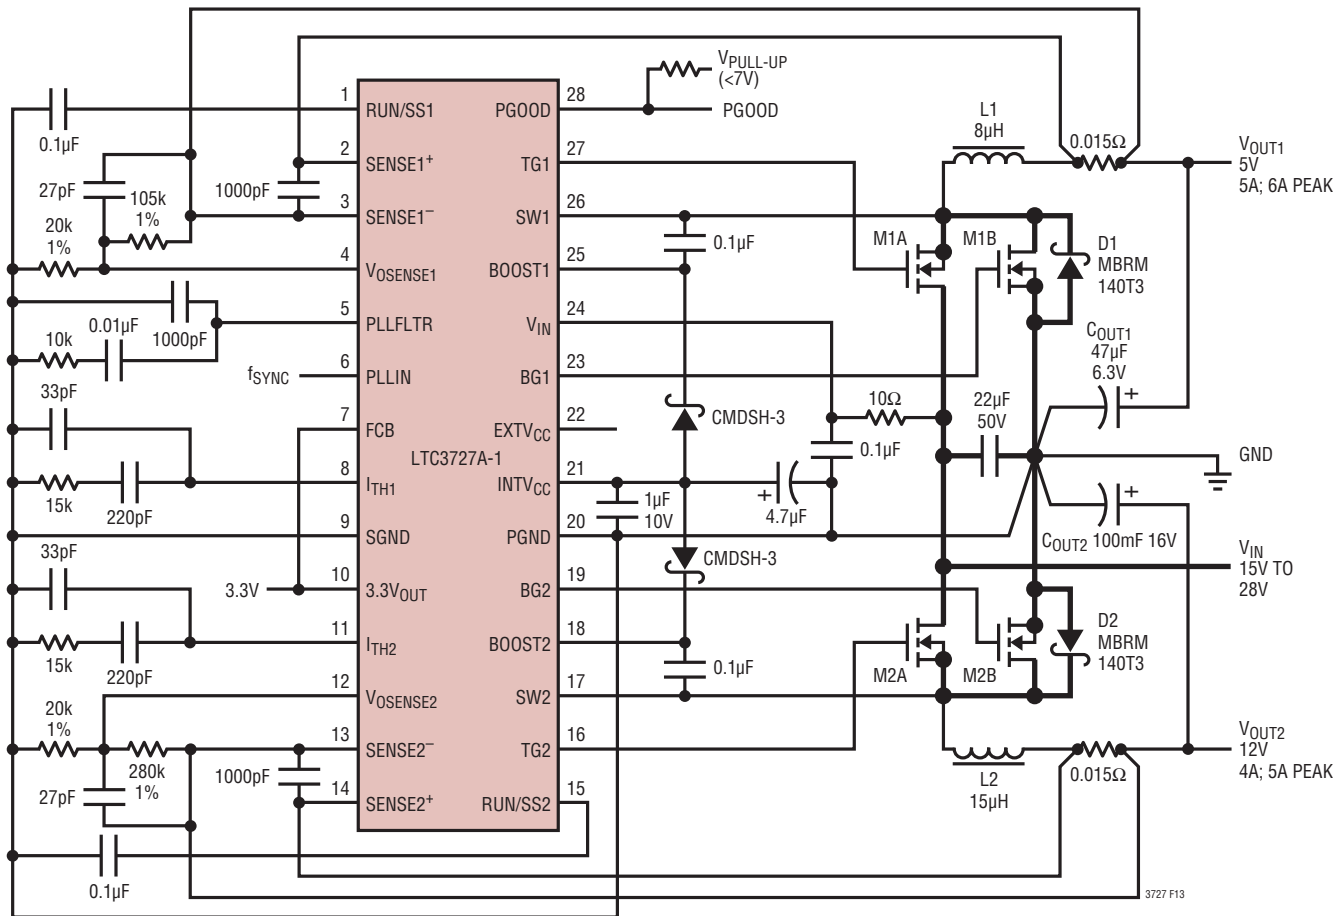 V_PULL-UP
(<7V)
PGOOD
1
RUN/SS1
PGOOD
28
0.1µF
2
SENSE1+
TG1
27
L1
8µH
0.015Ω
V_OUT1
5V
5A; 6A PEAK
27pF
105k
1%
1000pF
3
SENSE1–
SW1
26
M1A
M1B
D1
MBRM
140T3
20k
1%
0.1µF
4
V_OSENSE1
BOOST1
25
5
PLLFLTR
V_IN
24
0.01µF
1000pF
10k
C_OUT1
47µF
6.3V
+
f_SYNC
6
PLLIN
BG1
23
33pF
10Ω
22µF
50V
CMDSH-3
7
FCB
EXTV_CC
22
0.1µF
LTC3727A-1
GND
8
I_TH1
INTV_CC
21
15k
220pF
1µF
10V
+
4.7µF
+
9
SGND
PGND
20
C_OUT2 100mF 16V
33pF
CMDSH-3
V_IN
15V TO
28V
3.3V
10
3.3V_OUT
BG2
19
D2
MBRM
140T3
11
I_TH2
BOOST2
18
15k
220pF
0.1µF
M2A
M2B
12
V_OSENSE2
SW2
17
20k
1%
V_OUT2
12V
4A; 5A PEAK
13
SENSE2–
TG2
16
280k
1%
1000pF
L2
15µH
0.015Ω
27pF
14
SENSE2+
RUN/SS2
15
0.1µF
3727 F13